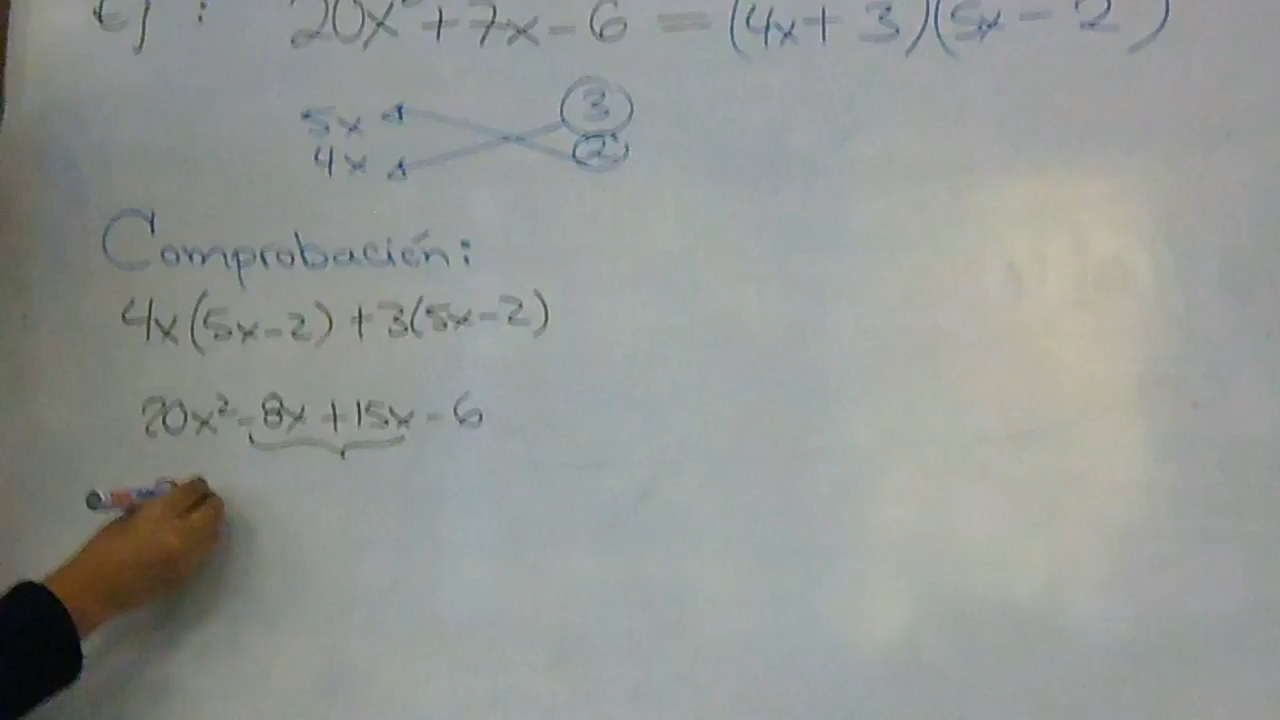 Ej: 20x² + 7x - 6 = (4x + 3)(5x - 2)
5x 3
4x 2
Comprobación:
4x(5x-2) + 3(5x-2)
20x² - 8x + 15x - 6